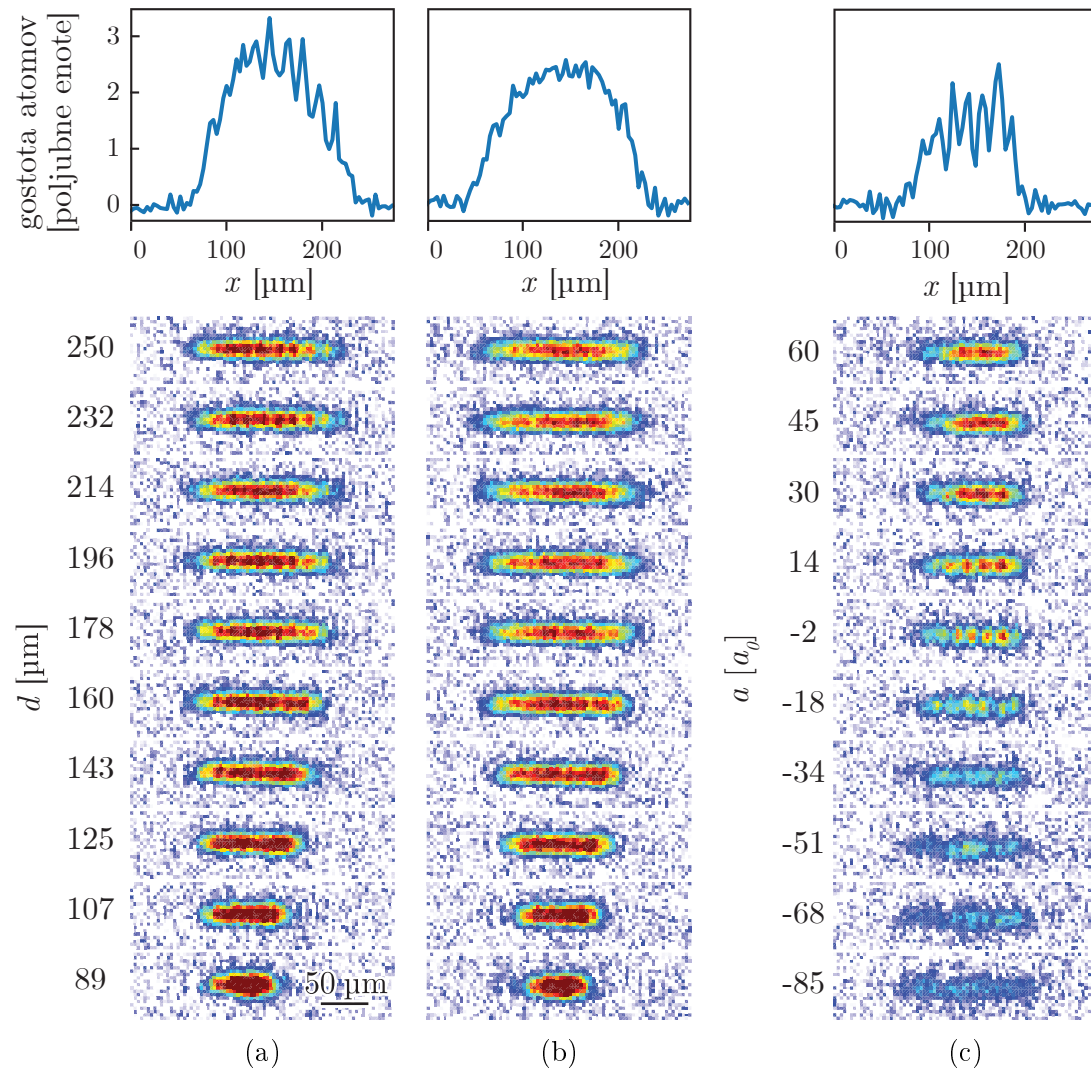 gostota atomov
[poljubne enote]
3
2
1
0
0 100 200
x [µm]
0 100 200
x [µm]
0 100 200
x [µm]
d [µm]
250
232
214
196
178
160
143
125
107
89
50 µm
a [a₀]
60
45
30
14
-2
-18
-34
-51
-68
-85
(a)
(b)
(c)